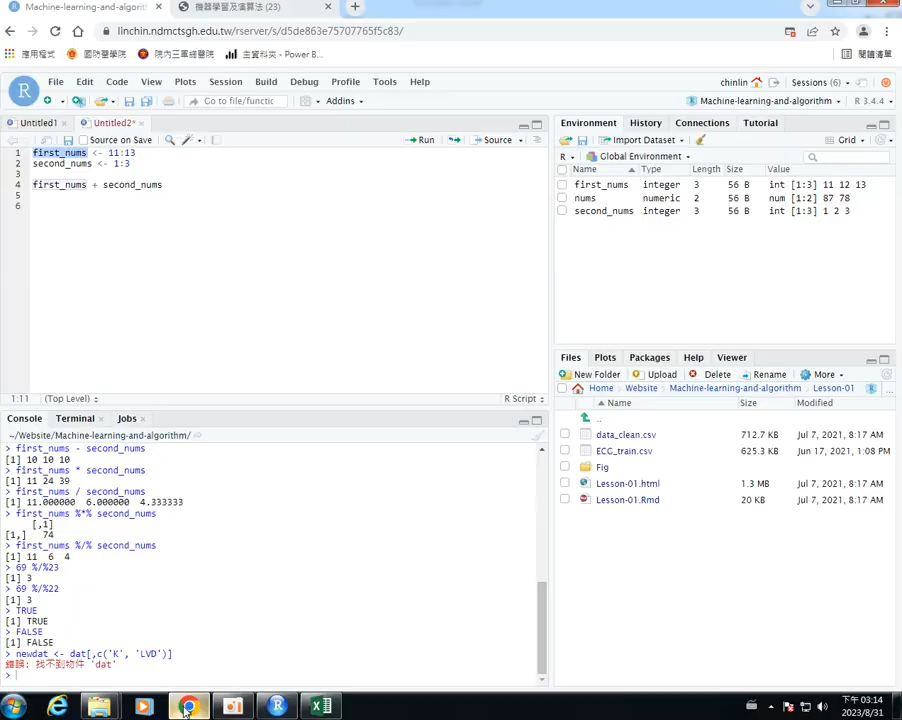 Machine-learning-and-algorith
機器學習及演算法 (23)
linchin.ndmctsgh.edu.tw/rserver/s/d5de863e75707765f5c83/
應用程式
國防醫學院
院內三軍總醫院
主資料夾 - Power B...
閱讀清單
File Edit Code View Plots Session Build Debug Profile Tools Help
chinlin
Sessions (6)
Go to file/functic
Addins
Machine-learning-and-algorithm
R 3.4.4
Untitled1
Untitled2*
Source on Save
Run
Source
1 first_nums <- 11:13
2 second_nums <- 1:3
3
4 first_nums + second_nums
5
6
1:11 (Top Level)
R Script
Console Terminal Jobs
~/Website/Machine-learning-and-algorithm/
> first_nums - second_nums
[1] 10 10 10
> first_nums * second_nums
[1] 11 24 39
> first_nums / second_nums
[1] 11.000000 6.000000 4.333333
> first_nums %*% second_nums
[,1]
[1,] 74
> first_nums %/% second_nums
[1] 11 6 4
> 69 %/%23
[1] 3
> 69 %/%22
[1] 3
> TRUE
[1] TRUE
> FALSE
[1] FALSE
> newdat <- dat[,c('K', 'LVD')]
錯誤: 找不到物件 'dat'
>
Environment History Connections Tutorial
Import Dataset
Grid
R Global Environment
Name Type Length Size Value
first_nums integer 3 56 B int [1:3] 11 12 13
nums numeric 2 56 B num [1:2] 87 78
second_nums integer 3 56 B int [1:3] 1 2 3
Files Plots Packages Help Viewer
New Folder Upload Delete Rename More
Home Website Machine-learning-and-algorithm Lesson-01
...
Name Size Modified
..
data_clean.csv 712.7 KB Jul 7, 2021, 8:17 AM
ECG_train.csv 625.3 KB Jun 17, 2021, 1:08 PM
Fig
Lesson-01.html 1.3 MB Jul 7, 2021, 8:17 AM
Lesson-01.Rmd 20 KB Jul 7, 2021, 8:17 AM
下午 03:14
2023/8/31